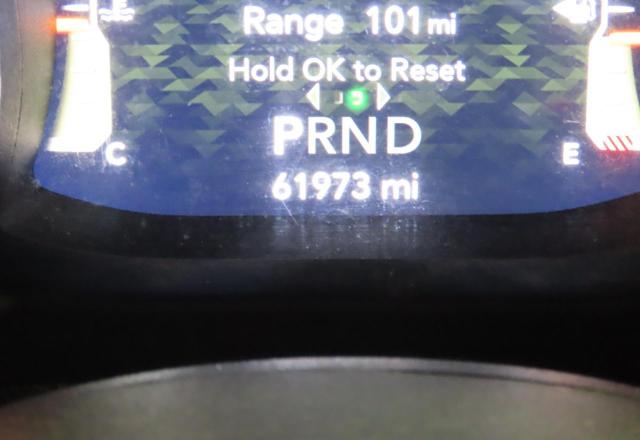 Range 101 mi
Hold OK to Reset
PRND
C
E
61973 mi